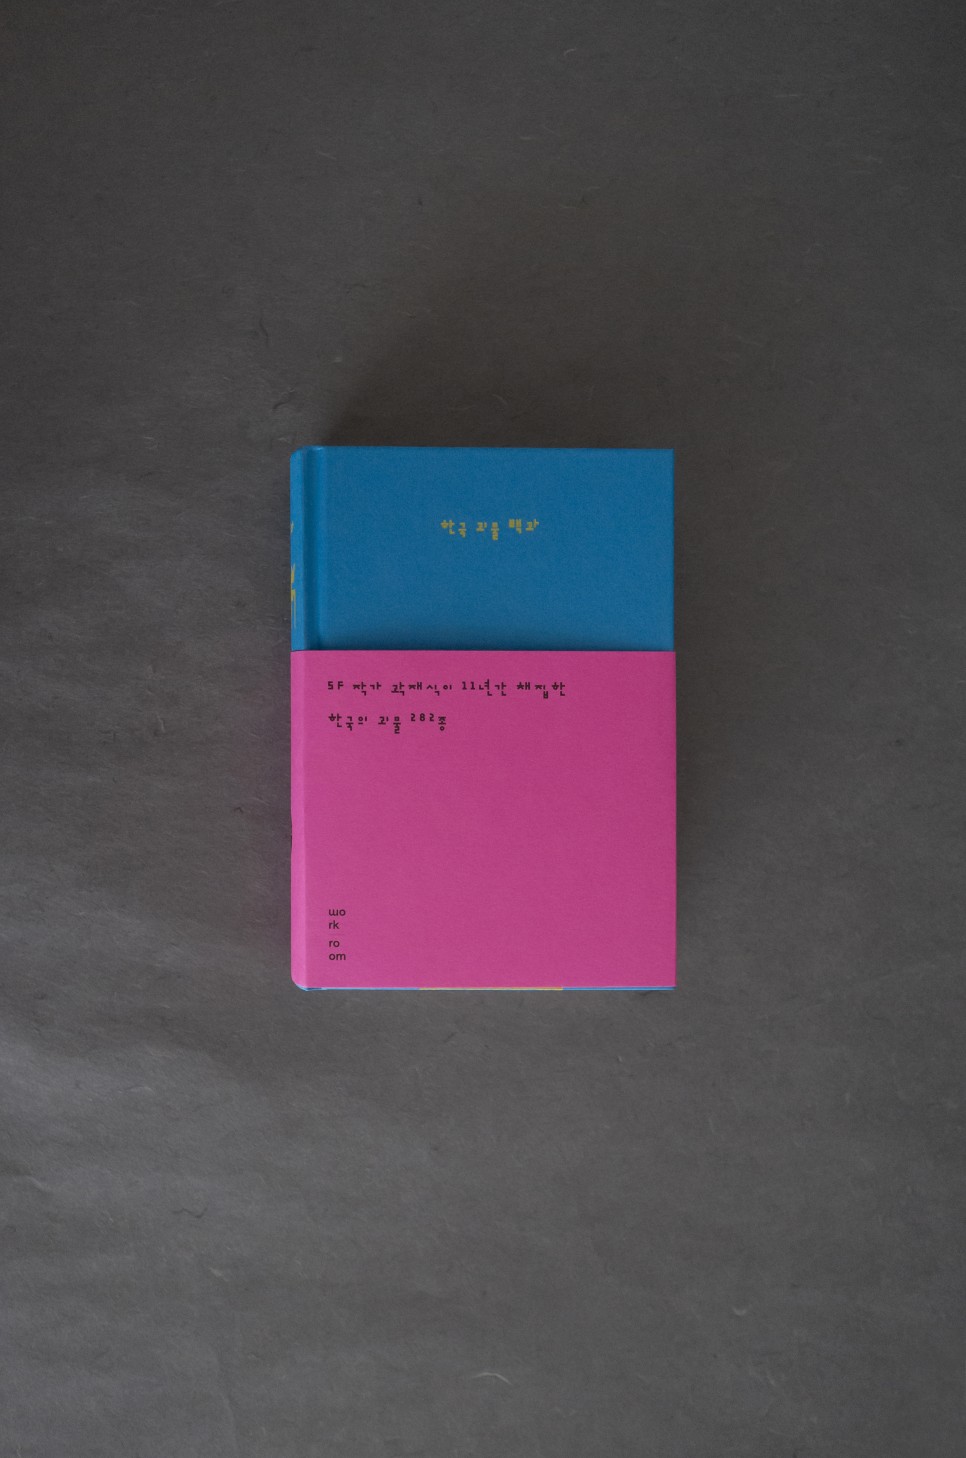 한국 괴물 백과
SF 작가 곽재식이 11년간 채집한
한국의 괴물 282종
wo
rk
ro
om